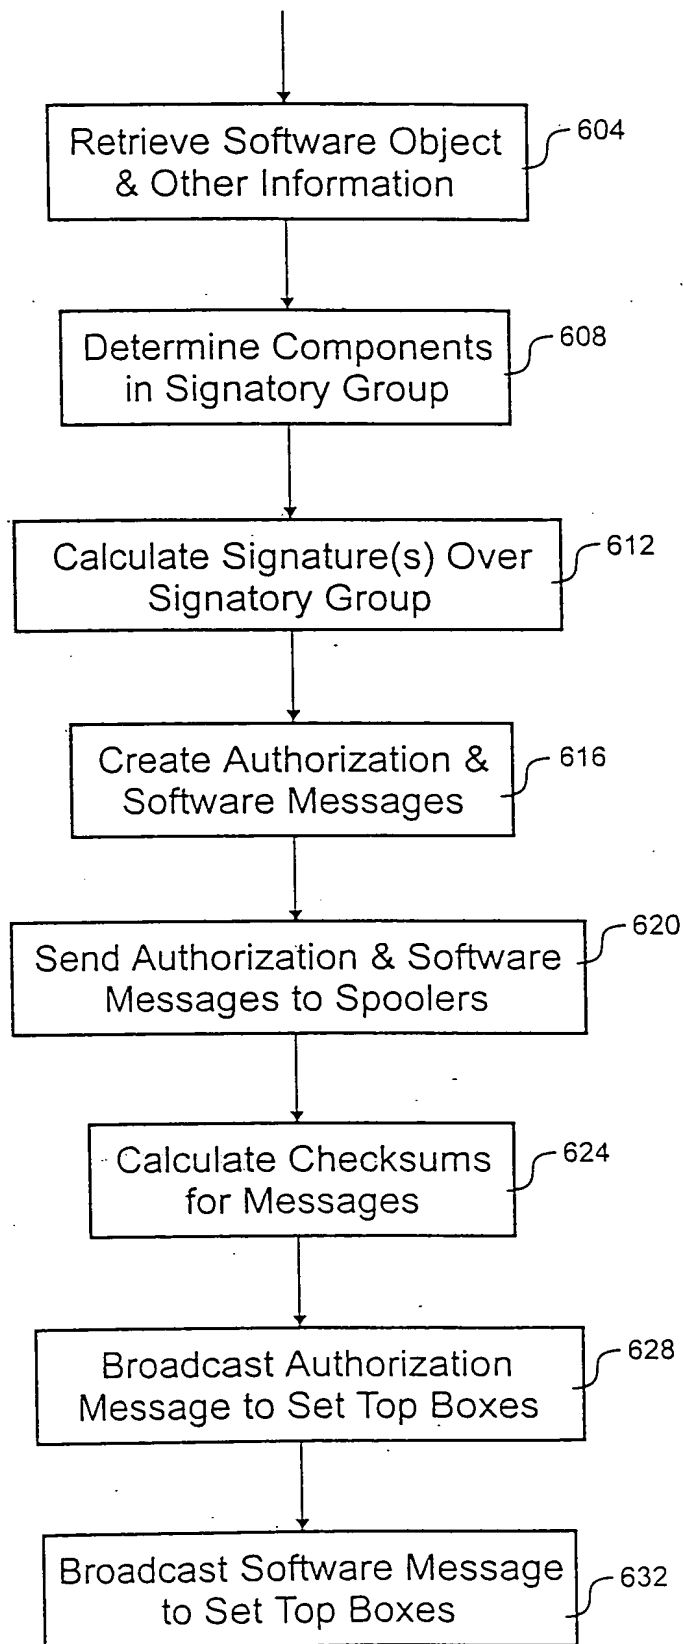 Retrieve Software Object
& Other Information
604
Determine Components
in Signatory Group
608
Calculate Signature(s) Over
Signatory Group
612
Create Authorization &
Software Messages
616
Send Authorization & Software
Messages to Spoolers
620
Calculate Checksums
for Messages
624
Broadcast Authorization
Message to Set Top Boxes
628
Broadcast Software Message
to Set Top Boxes
632